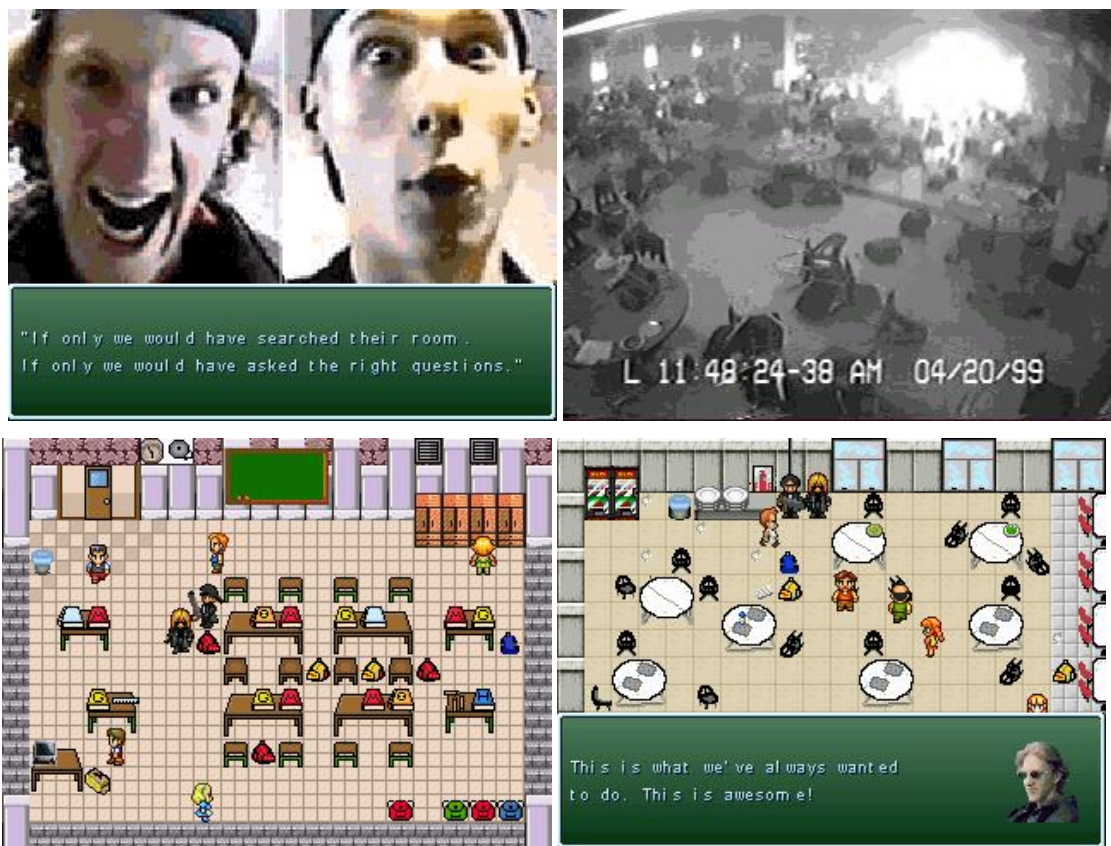 "If only we would have searched their room.
If only we would have asked the right questions."
L 11:48:24-38 AM 04/20/99
This is what we've always wanted
to do. This is awesome!